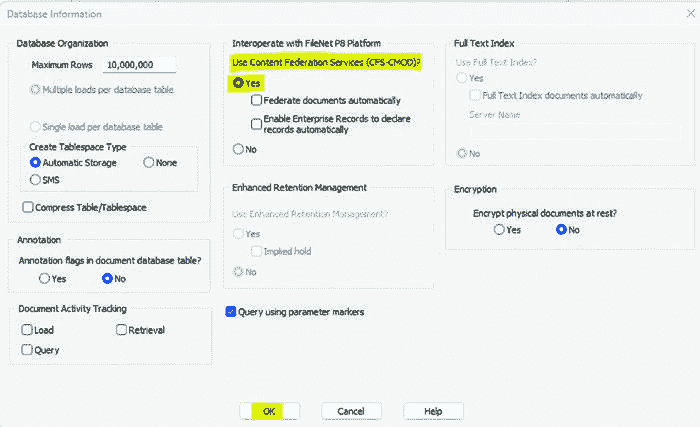 Database Information
Database Organization
Maximum Rows 10,000,000
Multiple loads per database table
Single load per database table
Create Tablespace Type
Automatic Storage None
SMS
Compress Table/Tablespace
Annotation
Annotation flags in document database table?
Yes No
Document Activity Tracking
Load Retrieval
Query
Interoperate with FileNet P8 Platform
Use Content Federation Services (CFS-CMOD)?
Yes
Federate documents automatically
Enable Enterprise Records to declare
records automatically
No
Enhanced Retention Management
Use Enhanced Retention Management?
Yes
Implied hold
No
Query using parameter markers
Full Text Index
Use Full Text Index?
Yes
Full Text Index documents automatically
Server Name
No
Encryption
Encrypt physical documents at rest?
Yes No
OK Cancel Help